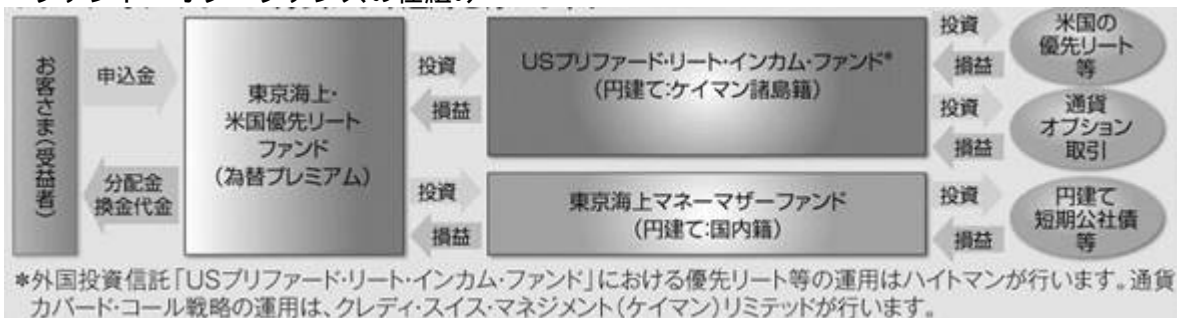 お客さま(受益者)
申込金
分配金
換金代金
東京海上・
米国優先リート
ファンド
(為替プレミアム)
投資
損益
投資
損益
USプリファード・リート・インカム・ファンド*
(円建て:ケイマン諸島籍)
東京海上マネーマザーファンド
(円建て:国内籍)
投資
損益
投資
損益
投資
損益
米国の
優先リート
等
通貨
オプション
取引
円建て
短期公社債
等
*外国投資信託「USプリファード・リート・インカム・ファンド」における優先リート等の運用はハイトマンが行います。通貨
カバード・コール戦略の運用は、クレディ・スイス・マネジメント(ケイマン)リミテッドが行います。